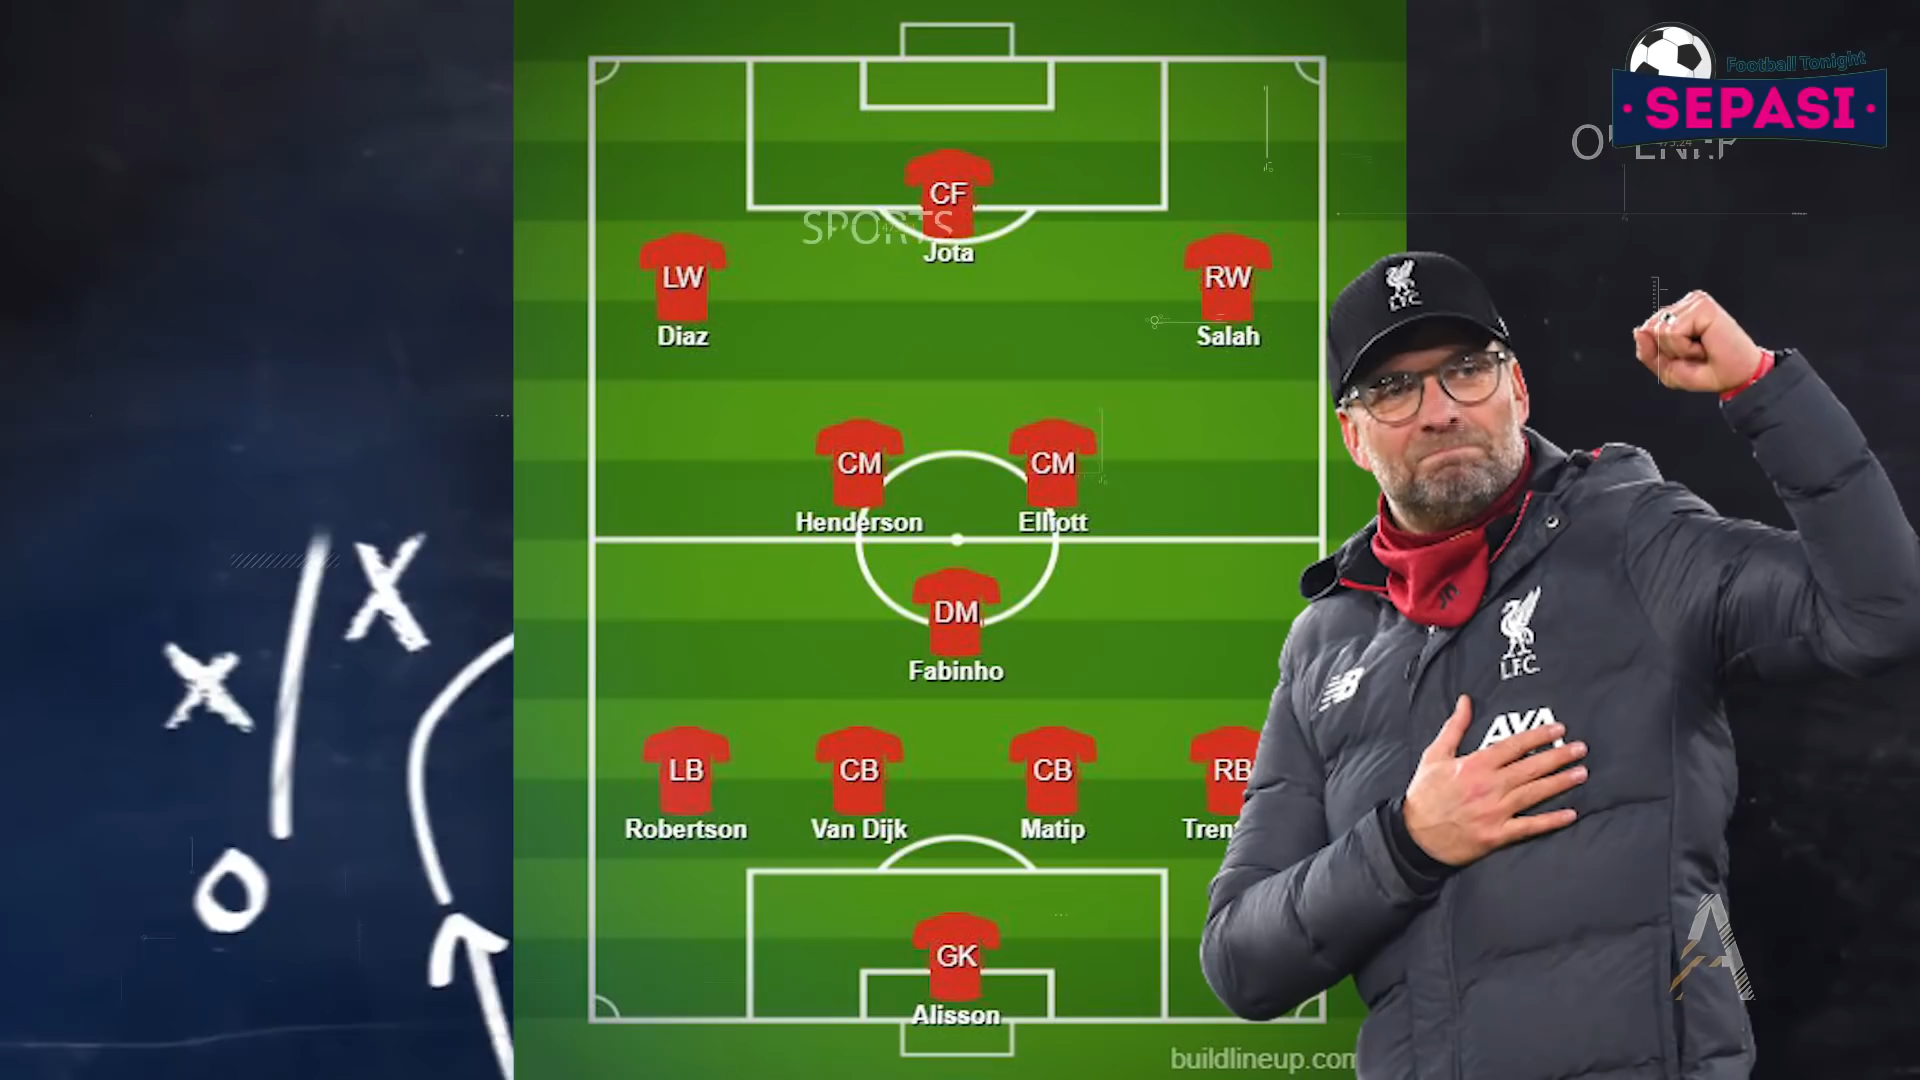 Football Tonight
SEPASI
CF
SPORTS
Jota
LW
RW
Diaz
Salah
L.F.C.
CM
CM
Henderson
Elliott
DM
Fabinho
L.F.C.
LB
CB
CB
RB
Robertson
Van Dijk
Matip
GK
Alisson
buildlineup.com
A